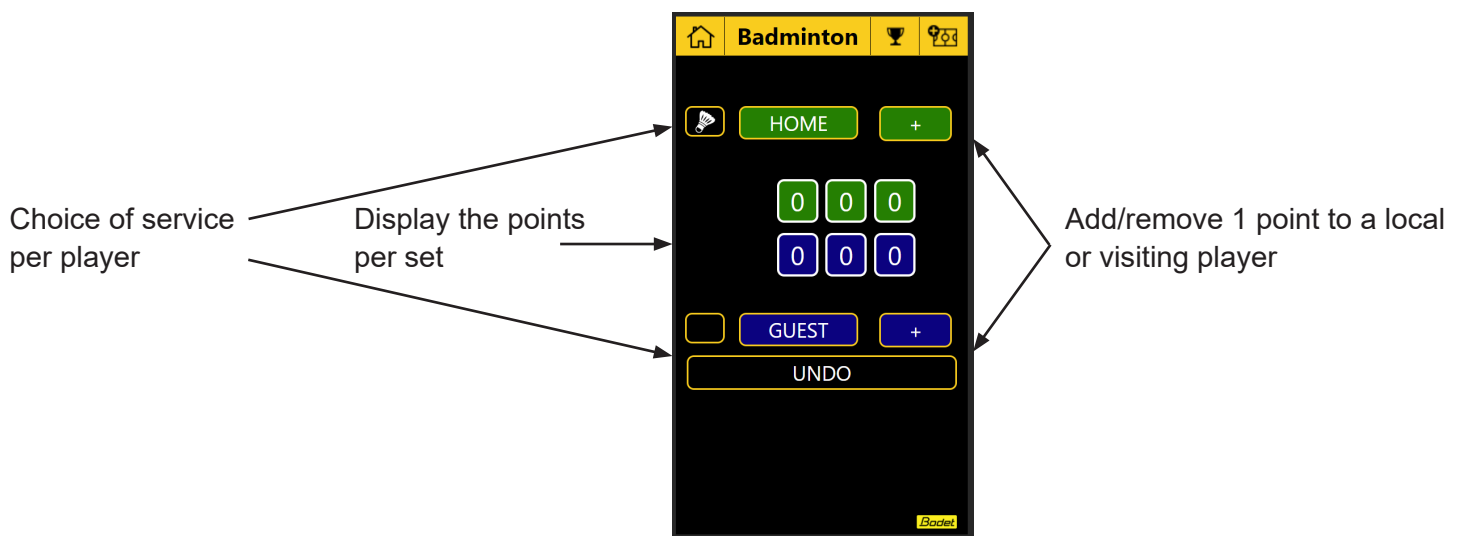 Badminton
HOME +
0 0 0
Choice of service
per player
Display the points
per set
Add/remove 1 point to a local
or visiting player
0 0 0
GUEST +
UNDO
Bodet